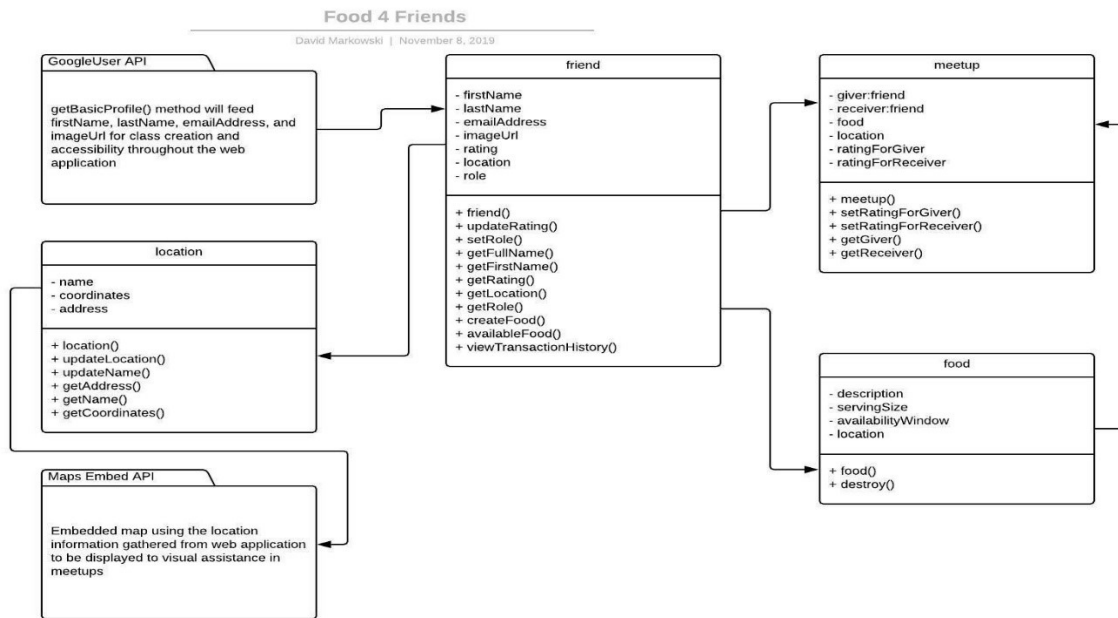 Food 4 Friends
David Markowski | November 8, 2019
GoogleUser API
getBasicProfile() method will feed
firstName, lastName, emailAddress, and
imageUrl for class creation and
accessibility throughout the web
application
friend
- firstName
- lastName
- emailAddress
- imageUrl
- rating
- location
- role
+ friend()
+ updateRating()
+ setRole()
+ getFullName()
+ getFirstName()
+ getRating()
+ getLocation()
+ getRole()
+ createFood()
+ availableFood()
+ viewTransactionHistory()
meetup
- giver:friend
- receiver:friend
- food
- location
- ratingForGiver
- ratingForReceiver
+ meetup()
+ setRatingForGiver()
+ setRatingForReceiver()
+ getGiver()
+ getReceiver()
location
- name
- coordinates
- address
+ location()
+ updateLocation()
+ updateName()
+ getAddress()
+ getName()
+ getCoordinates()
food
- description
- servingSize
- availabilityWindow
- location
+ food()
+ destroy()
Maps Embed API
Embedded map using the location
information gathered from web application
to be displayed to visual assistance in
meetups